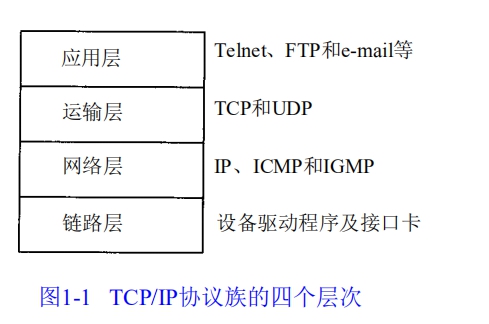 应用层 Telnet、FTP和e-mail等
运输层 TCP和UDP
网络层 IP、ICMP和IGMP
链路层 设备驱动程序及接口卡
图1-1 TCP/IP协议族的四个层次